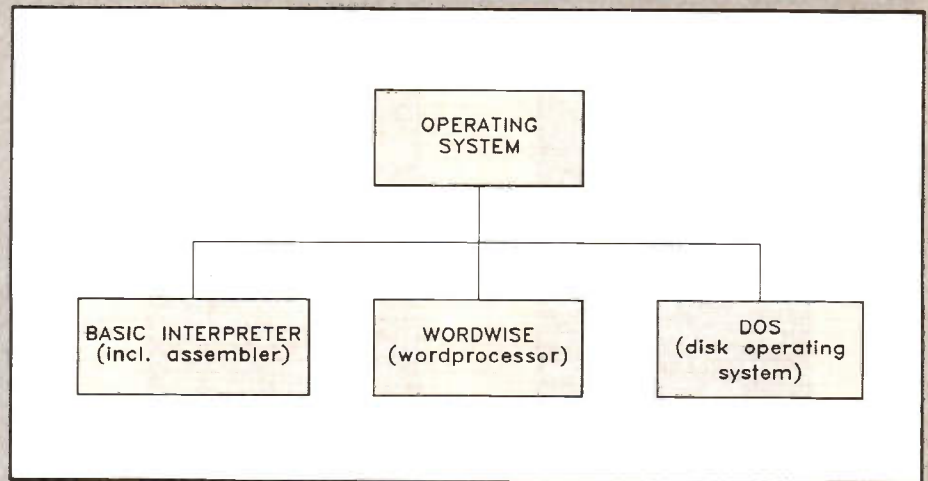 OPERATING
SYSTEM
BASIC INTERPRETER
(incl. assembler)
WORDWISE
(wordprocessor)
DOS
(disk operating
system)